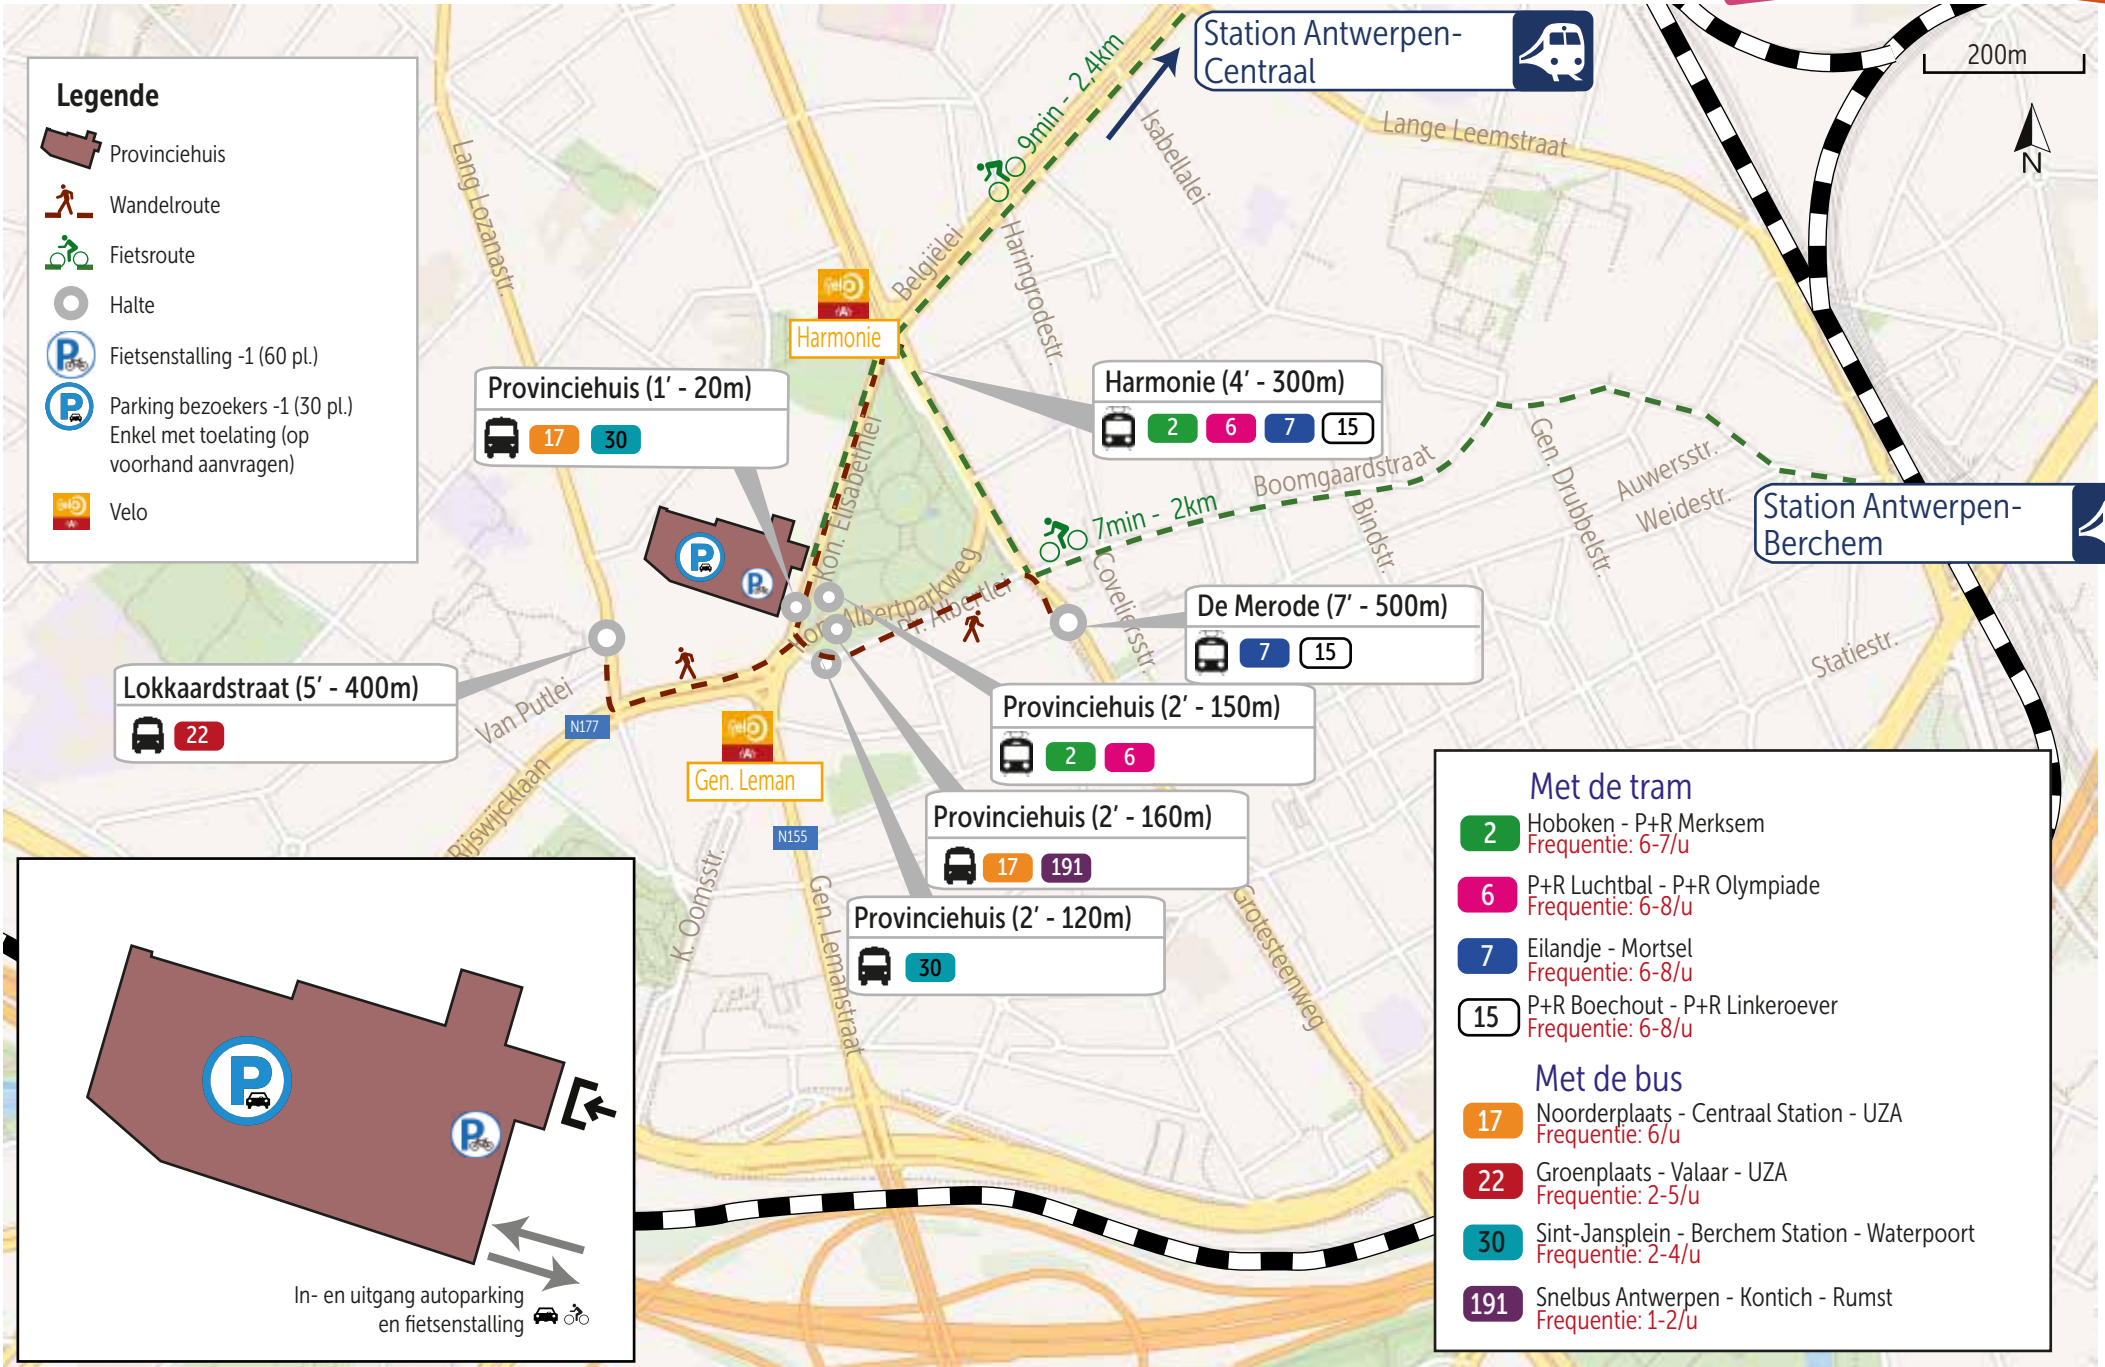 Legende
Provinciehuis
Wandelroute
Fietsroute
Halte
Fietsenstalling -1 (60 pl.)
Parking bezoekers -1 (30 pl.)
Enkel met toelating (op
voorhand aanvragen)
Velo
Station Antwerpen-
Centraal
200m
N
Lange Leemstraat
Isabellalei
9min - 2,4km
Lang Lozanastr.
Belgiëlei
Haringrodestr.
Harmonie
Provinciehuis (1' - 20m)
17
30
Harmonie (4' - 300m)
2
6
7
15
Kon. Elisabethlei
Boomgaardstraat
Gen. Drubbelstr.
Auwersstr.
Weidestr.
Bindstr.
7min - 2km
Station Antwerpen-
Berchem
Albertparkweg
Pr. Albertlei
Coveliersstr.
De Merode (7' - 500m)
7
15
Statiestr.
Lokkaardstraat (5' - 400m)
22
Van Putlei
N177
Provinciehuis (2' - 150m)
2
6
Gen. Leman
N155
Rijswijcklaan
Provinciehuis (2' - 160m)
17
191
K. Oomsstr.
Gen. Lemanstraat
Provinciehuis (2' - 120m)
30
Grotesteenweg
Met de tram
2
Hoboken - P+R Merksem
Frequentie: 6-7/u
6
P+R Luchtbal - P+R Olympiade
Frequentie: 6-8/u
7
Eilandje - Mortsel
Frequentie: 6-8/u
15
P+R Boechout - P+R Linkeroever
Frequentie: 6-8/u
Met de bus
17
Noorderplaats - Centraal Station - UZA
Frequentie: 6/u
22
Groenplaats - Valaar - UZA
Frequentie: 2-5/u
30
Sint-Jansplein - Berchem Station - Waterpoort
Frequentie: 2-4/u
191
Snelbus Antwerpen - Kontich - Rumst
Frequentie: 1-2/u
P
P
In- en uitgang autoparking
en fietsenstalling